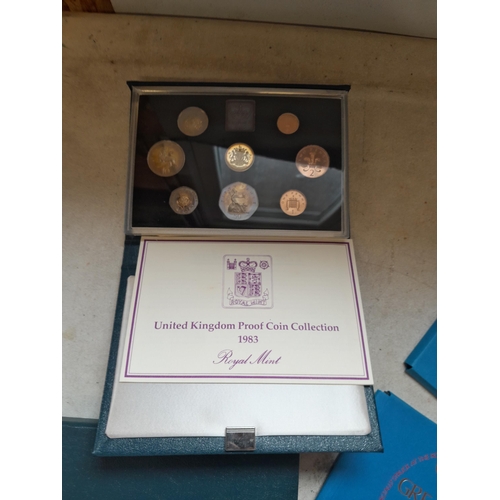 United Kingdom Proof Coin Collection
1983
Royal Mint